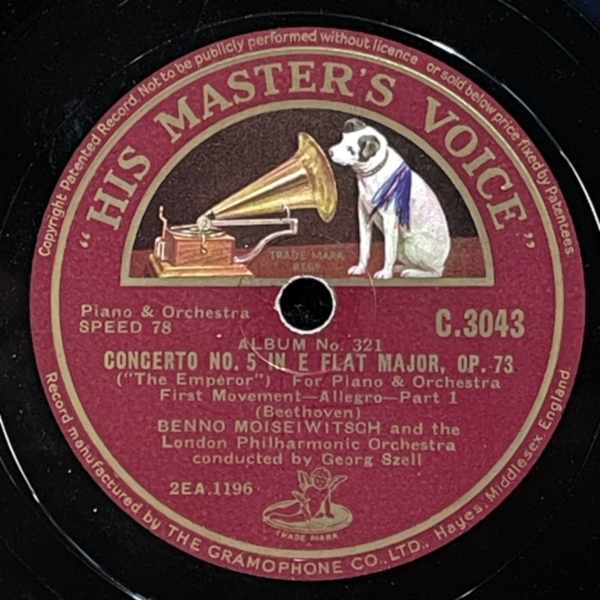 Copyright Patented Record. Not to be publicly performed without licence or sold below price fixed by Patentees
"HIS MASTER'S VOICE"
TRADE MARK
REGD
Piano & Orchestra
SPEED 78
C.3043
ALBUM No. 321
CONCERTO NO. 5 IN E FLAT MAJOR, OP. 73
("The Emperor") For Piano & Orchestra
First Movement—Allegro—Part 1
(Beethoven)
BENNO MOISEIWITSCH and the
London Philharmonic Orchestra
conducted by Georg Szell
2EA.1196
TRADE MARK
Record manufactured by THE GRAMOPHONE CO., LTD., Hayes, Middlesex, England